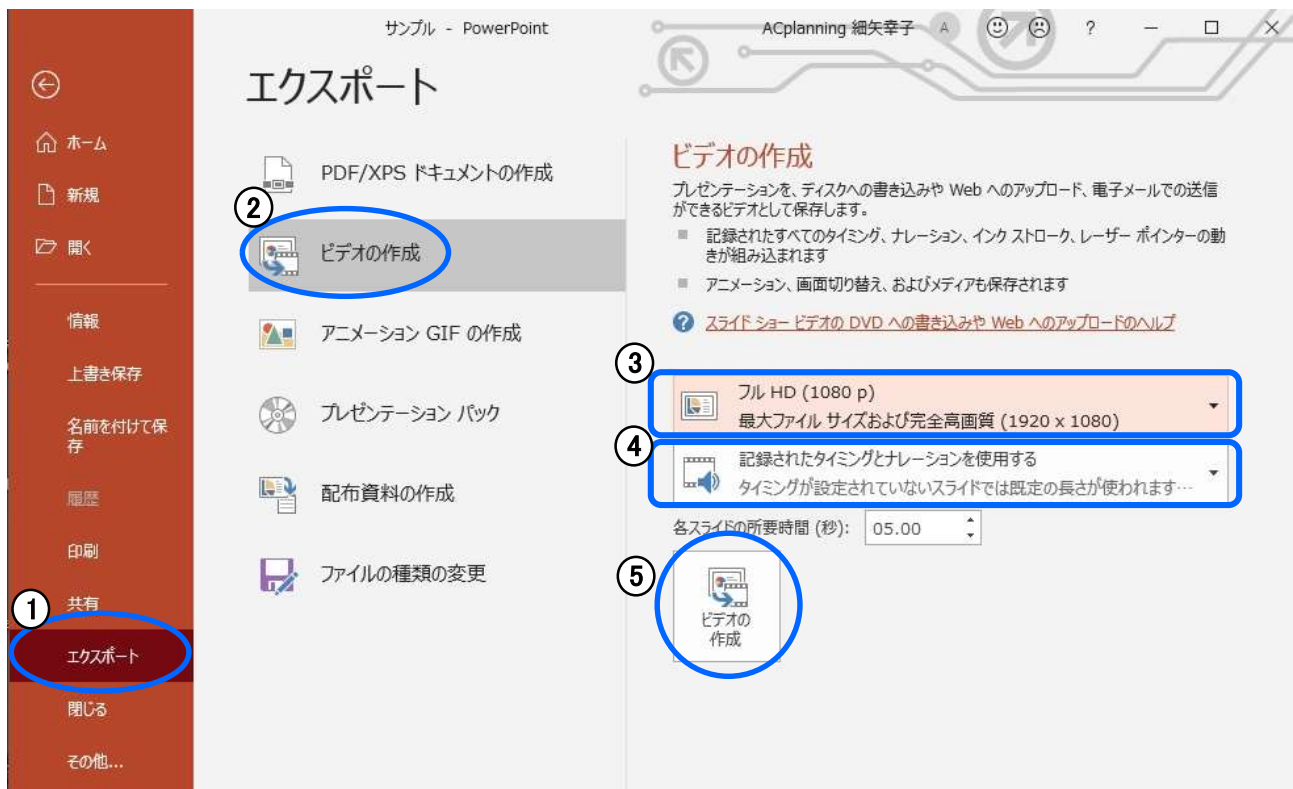 サンプル - PowerPoint
ACplanning 細矢幸子
A
?
エクスポート
ホーム
新規
開く
情報
上書き保存
名前を付けて保
存
履歴
印刷
①
共有
エクスポート
閉じる
その他...
PDF/XPS ドキュメントの作成
②
ビデオの作成
アニメーション GIF の作成
プレゼンテーション パック
配布資料の作成
ファイルの種類の変更
ビデオの作成
プレゼンテーションを、ディスクへの書き込みや Web へのアップロード、電子メールでの送信
ができるビデオとして保存します。
記録されたすべてのタイミング、ナレーション、インク ストローク、レーザー ポインターの動
きが組み込まれます
アニメーション、画面切り替え、およびメディアも保存されます
スライド ショー ビデオの DVD への書き込みや Web へのアップロードのヘルプ
③
フル HD (1080 p)
最大ファイル サイズおよび完全高画質 (1920 x 1080)
④
記録されたタイミングとナレーションを使用する
タイミングが設定されていないスライドでは既定の長さが使われます…
各スライドの所要時間 (秒): 05.00
⑤
ビデオの
作成